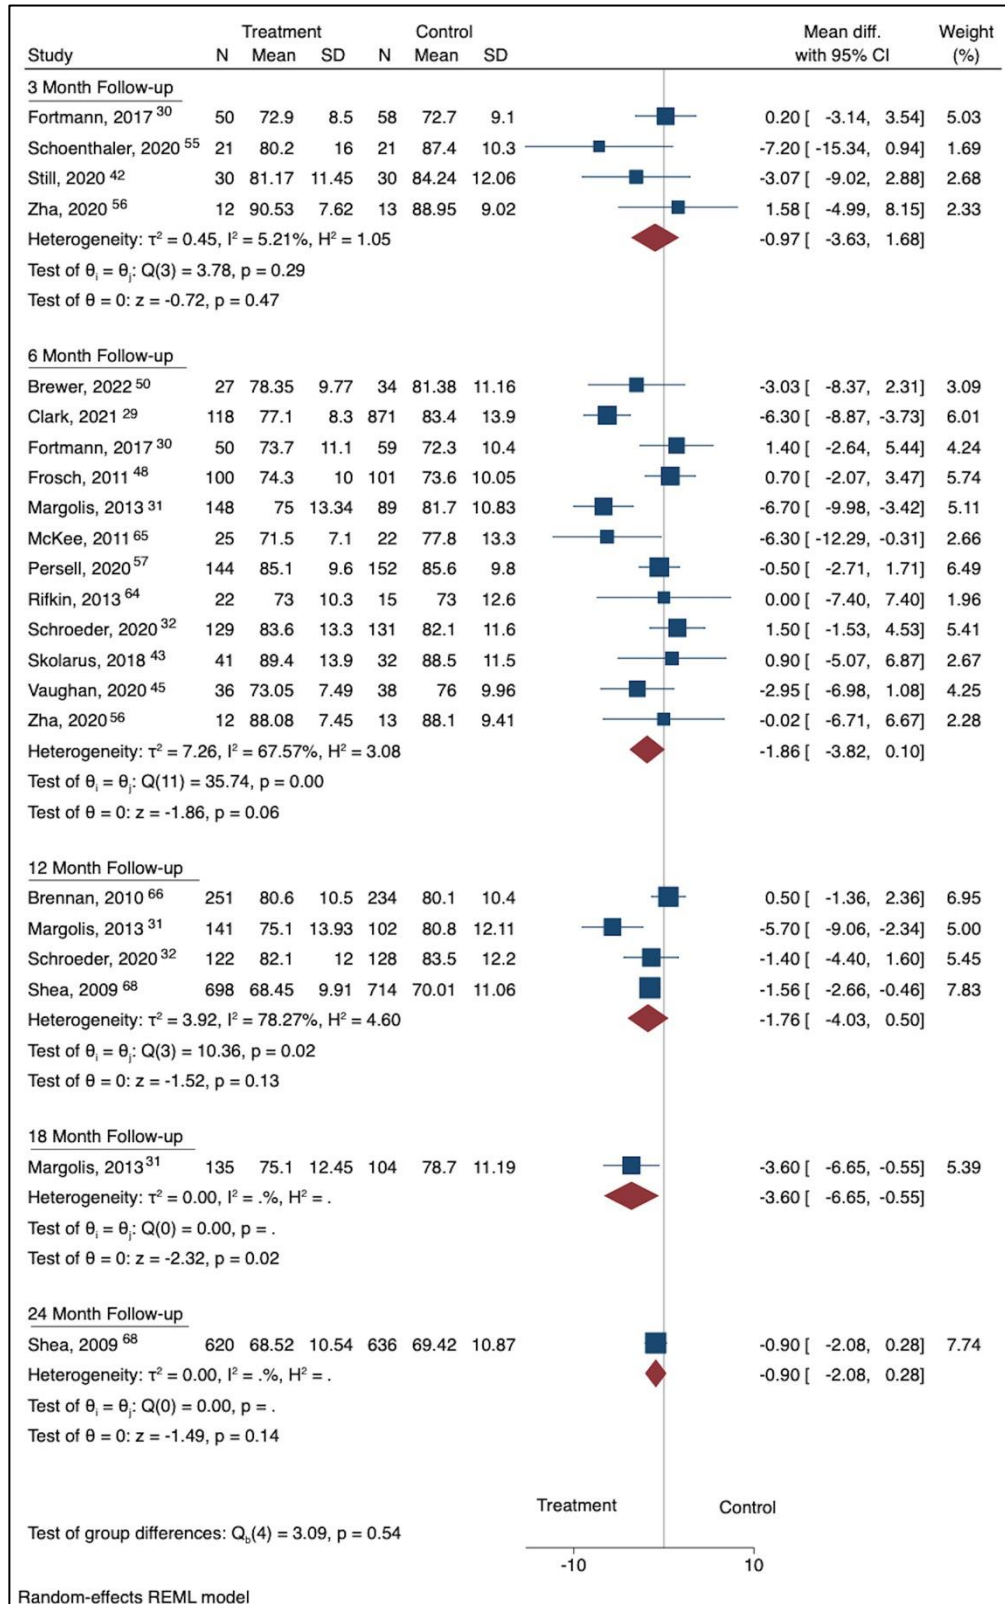 Treatment Control Mean diff. Weight
Study N Mean SD N Mean SD with 95% CI (%)
3 Month Follow-up
Fortmann, 2017 30 50 72.9 8.5 58 72.7 9.1 0.20 [ -3.14, 3.54] 5.03
Schoenthaler, 2020 55 21 80.2 16 21 87.4 10.3 -7.20 [ -15.34, 0.94] 1.69
Still, 2020 42 30 81.17 11.45 30 84.24 12.06 -3.07 [ -9.02, 2.88] 2.68
Zha, 2020 56 12 90.53 7.62 13 88.95 9.02 1.58 [ -4.99, 8.15] 2.33
Heterogeneity: τ² = 0.45, I² = 5.21%, H² = 1.05 -0.97 [ -3.63, 1.68]
Test of θᵢ = θⱼ: Q(3) = 3.78, p = 0.29
Test of θ = 0: z = -0.72, p = 0.47
6 Month Follow-up
Brewer, 2022 50 27 78.35 9.77 34 81.38 11.16 -3.03 [ -8.37, 2.31] 3.09
Clark, 2021 29 118 77.1 8.3 871 83.4 13.9 -6.30 [ -8.87, -3.73] 6.01
Fortmann, 2017 30 50 73.7 11.1 59 72.3 10.4 1.40 [ -2.64, 5.44] 4.24
Frosch, 2011 48 100 74.3 10 101 73.6 10.05 0.70 [ -2.07, 3.47] 5.74
Margolis, 2013 31 148 75 13.34 89 81.7 10.83 -6.70 [ -9.98, -3.42] 5.11
McKee, 2011 65 25 71.5 7.1 22 77.8 13.3 -6.30 [ -12.29, -0.31] 2.66
Persell, 2020 57 144 85.1 9.6 152 85.6 9.8 -0.50 [ -2.71, 1.71] 6.49
Rifkin, 2013 64 22 73 10.3 15 73 12.6 0.00 [ -7.40, 7.40] 1.96
Schroeder, 2020 32 129 83.6 13.3 131 82.1 11.6 1.50 [ -1.53, 4.53] 5.41
Skolarus, 2018 43 41 89.4 13.9 32 88.5 11.5 0.90 [ -5.07, 6.87] 2.67
Vaughan, 2020 45 36 73.05 7.49 38 76 9.96 -2.95 [ -6.98, 1.08] 4.25
Zha, 2020 56 12 88.08 7.45 13 88.1 9.41 -0.02 [ -6.71, 6.67] 2.28
Heterogeneity: τ² = 7.26, I² = 67.57%, H² = 3.08 -1.86 [ -3.82, 0.10]
Test of θᵢ = θⱼ: Q(11) = 35.74, p = 0.00
Test of θ = 0: z = -1.86, p = 0.06
12 Month Follow-up
Brennan, 2010 66 251 80.6 10.5 234 80.1 10.4 0.50 [ -1.36, 2.36] 6.95
Margolis, 2013 31 141 75.1 13.93 102 80.8 12.11 -5.70 [ -9.06, -2.34] 5.00
Schroeder, 2020 32 122 82.1 12 128 83.5 12.2 -1.40 [ -4.40, 1.60] 5.45
Shea, 2009 68 698 68.45 9.91 714 70.01 11.06 -1.56 [ -2.66, -0.46] 7.83
Heterogeneity: τ² = 3.92, I² = 78.27%, H² = 4.60 -1.76 [ -4.03, 0.50]
Test of θᵢ = θⱼ: Q(3) = 10.36, p = 0.02
Test of θ = 0: z = -1.52, p = 0.13
18 Month Follow-up
Margolis, 2013 31 135 75.1 12.45 104 78.7 11.19 -3.60 [ -6.65, -0.55] 5.39
Heterogeneity: τ² = 0.00, I² = .%, H² = . -3.60 [ -6.65, -0.55]
Test of θᵢ = θⱼ: Q(0) = 0.00, p = .
Test of θ = 0: z = -2.32, p = 0.02
24 Month Follow-up
Shea, 2009 68 620 68.52 10.54 636 69.42 10.87 -0.90 [ -2.08, 0.28] 7.74
Heterogeneity: τ² = 0.00, I² = .%, H² = . -0.90 [ -2.08, 0.28]
Test of θᵢ = θⱼ: Q(0) = 0.00, p = .
Test of θ = 0: z = -1.49, p = 0.14
Treatment Control
Test of group differences: Q_b(4) = 3.09, p = 0.54
-10 10
Random-effects REML model